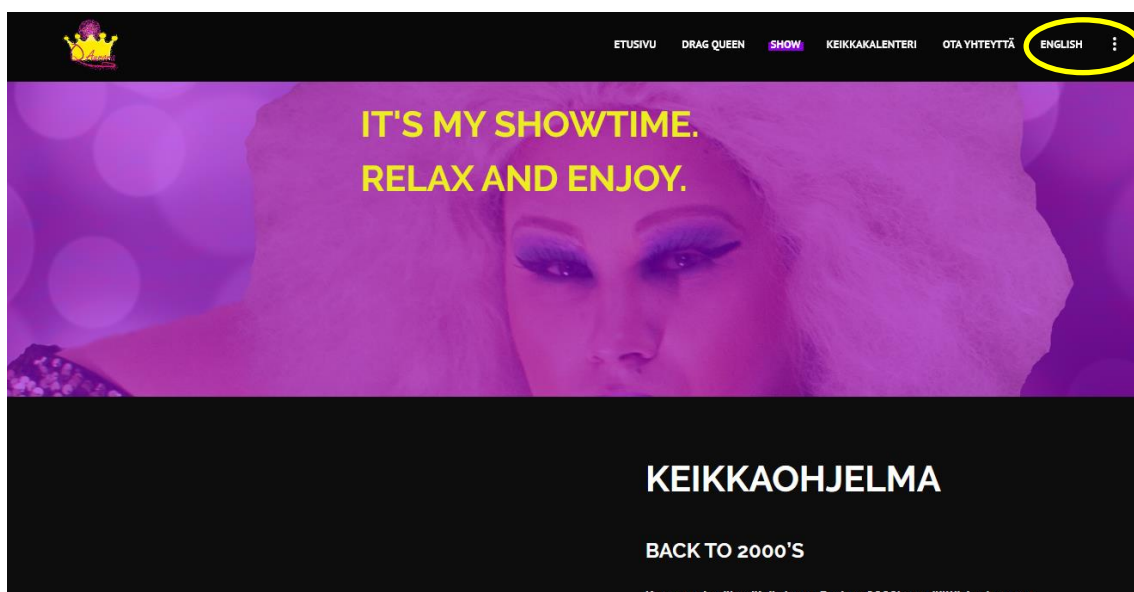 ETUSIVU DRAG QUEEN SHOW KEIKKAKALENTERI OTA YHTEYTTÄ ENGLISH
IT'S MY SHOWTIME.
RELAX AND ENJOY.
KEIKKAOHJELMA
BACK TO 2000'S